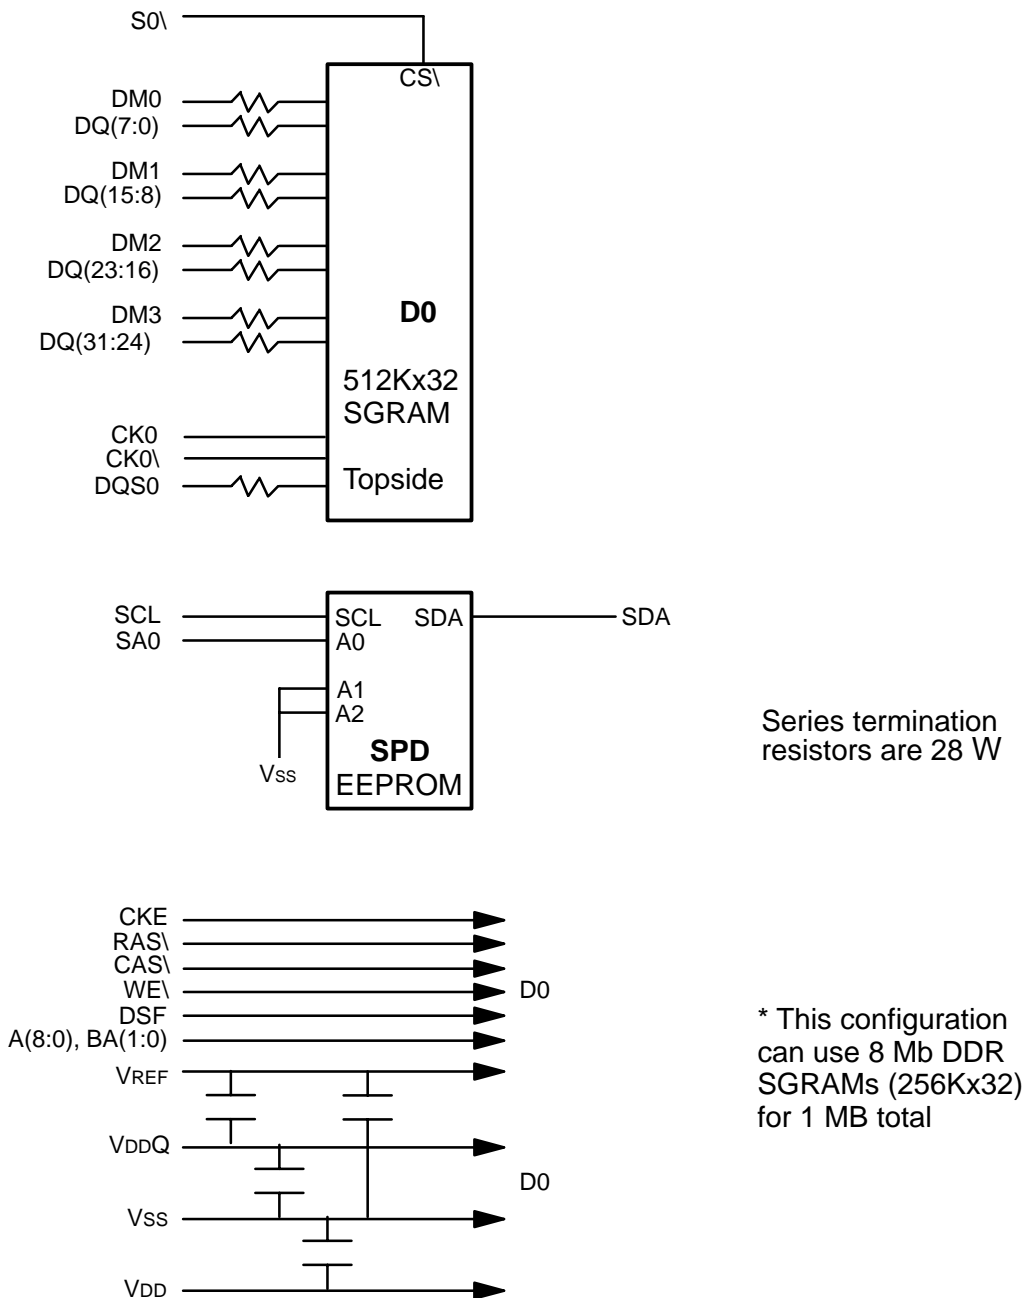 S0\
CS\
DM0
DQ(7:0)
DM1
DQ(15:8)
DM2
DQ(23:16)
DM3
DQ(31:24)
D0
512Kx32
SGRAM
CK0
CK0\
DQS0
Topside
SCL
SA0
SCL SDA
A0
SDA
A1
A2
Vss
SPD
EEPROM
Series termination
resistors are 28 W
CKE
RAS\
CAS\
WE\
DSF
A(8:0), BA(1:0)
D0
VREF
VDDQ
Vss
VDD
D0
* This configuration
can use 8 Mb DDR
SGRAMs (256Kx32)
for 1 MB total